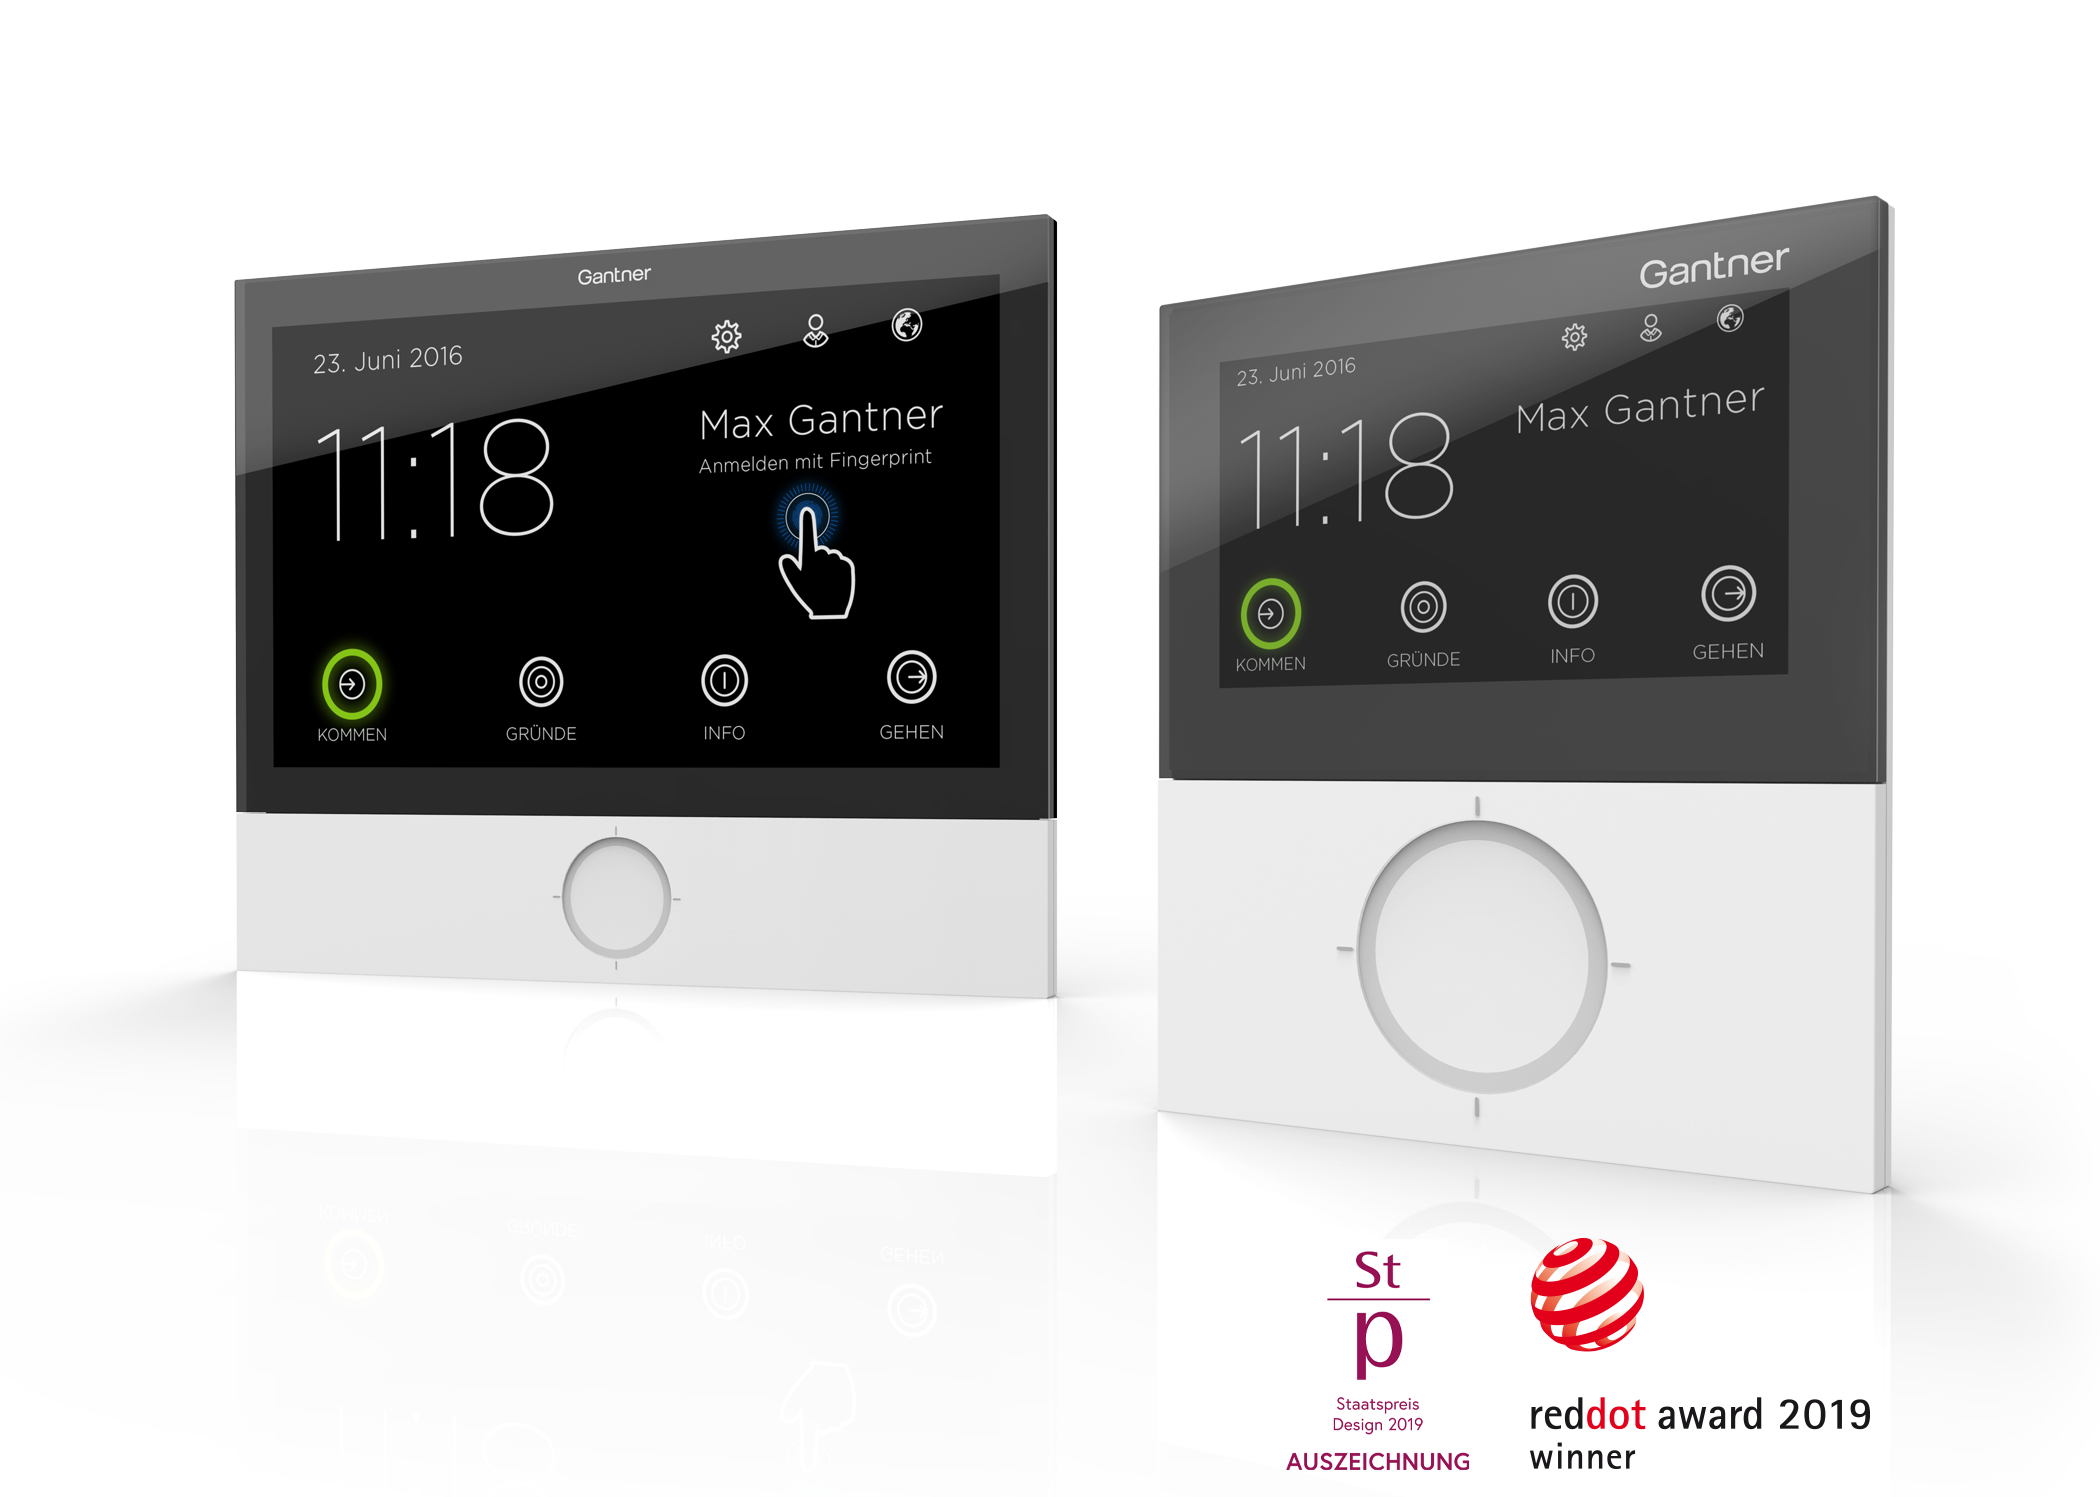 Gantner
23. Juni 2016
11:18
Max Gantner
Anmelden mit Fingerprint
KOMMEN
GRÜNDE
INFO
GEHEN
Gantner
23. Juni 2016
11:18
Max Gantner
KOMMEN
GRÜNDE
INFO
GEHEN
St
p
Staatspreis
Design 2019
AUSZEICHNUNG
reddot award 2019
winner